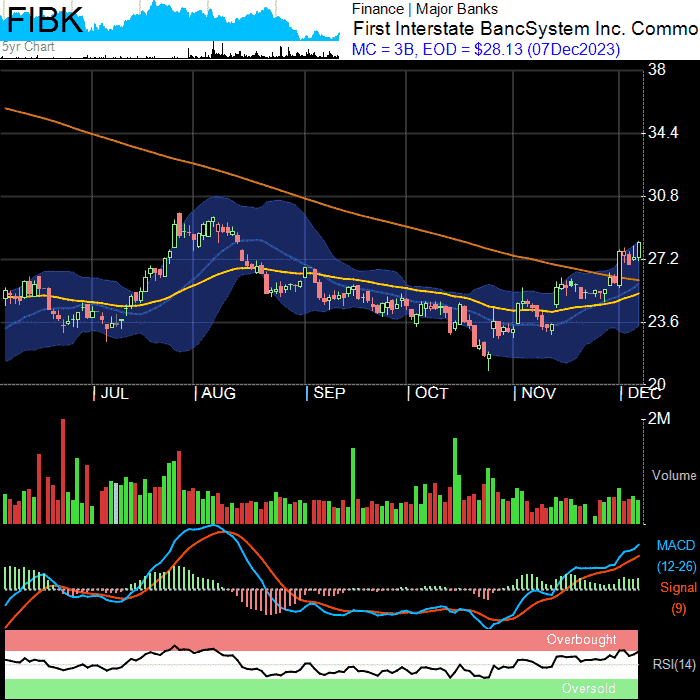 FIBK
5yr Chart
Finance | Major Banks
First Interstate BancSystem Inc. Commo
MC = 3B, EOD = $28.13 (07Dec2023)
38
34.4
30.8
27.2
23.6
20
JUL
AUG
SEP
OCT
NOV
DEC
2M
Volume
MACD
(12-26)
Signal
(9)
Overbought
RSI(14)
Oversold